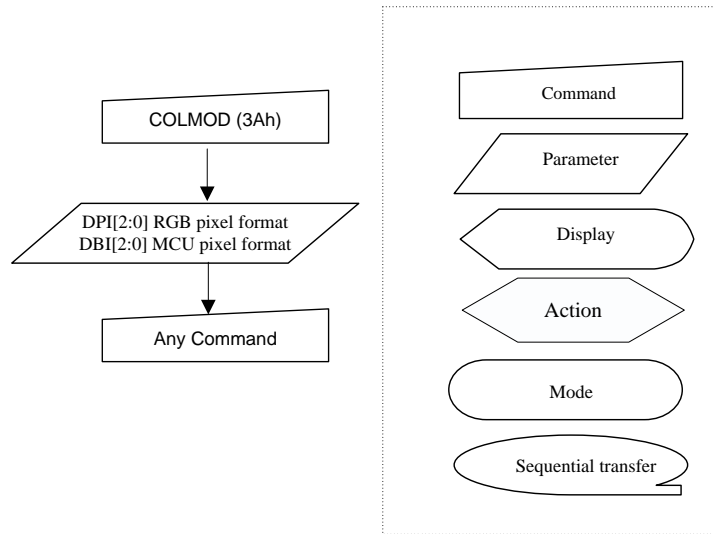 COLMOD (3Ah)
DPI[2:0] RGB pixel format
DBI[2:0] MCU pixel format
Any Command
Command
Parameter
Display
Action
Mode
Sequential transfer